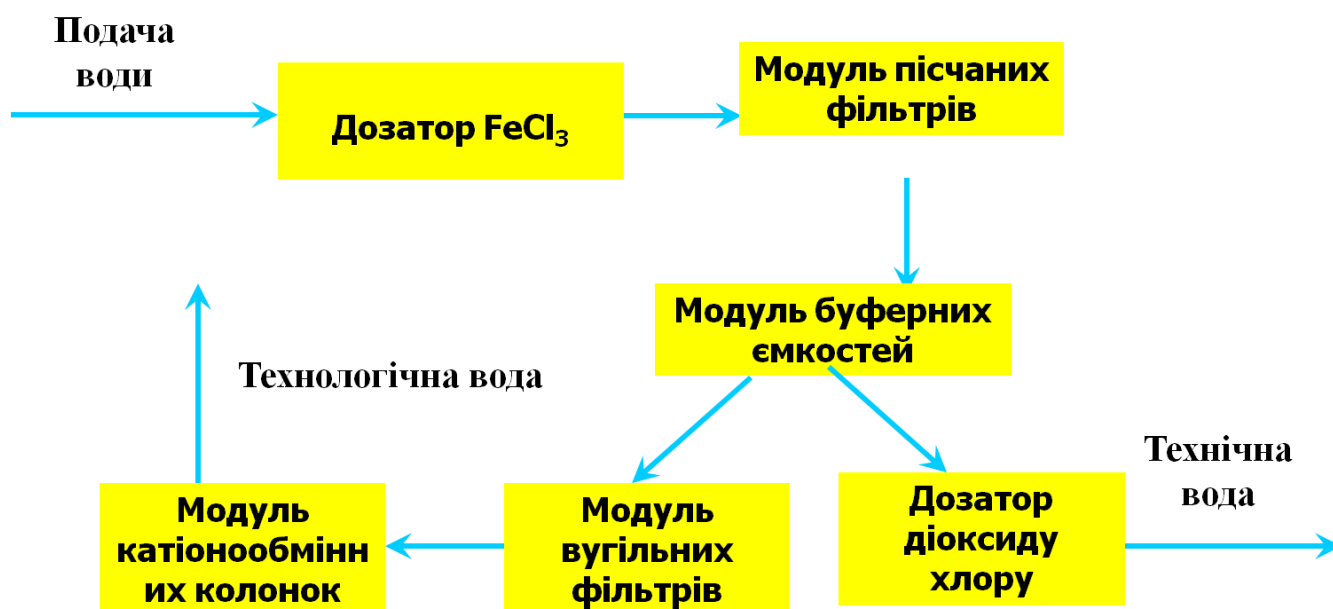 Подача
води
Дозатор FeCl₃
Модуль пісчаних
фільтрів
Модуль буферних
ємкостей
Технологічна вода
Технічна
вода
Модуль
катіонообмінн
их колонок
Модуль
вугільних
фільтрів
Дозатор
діоксиду
хлору